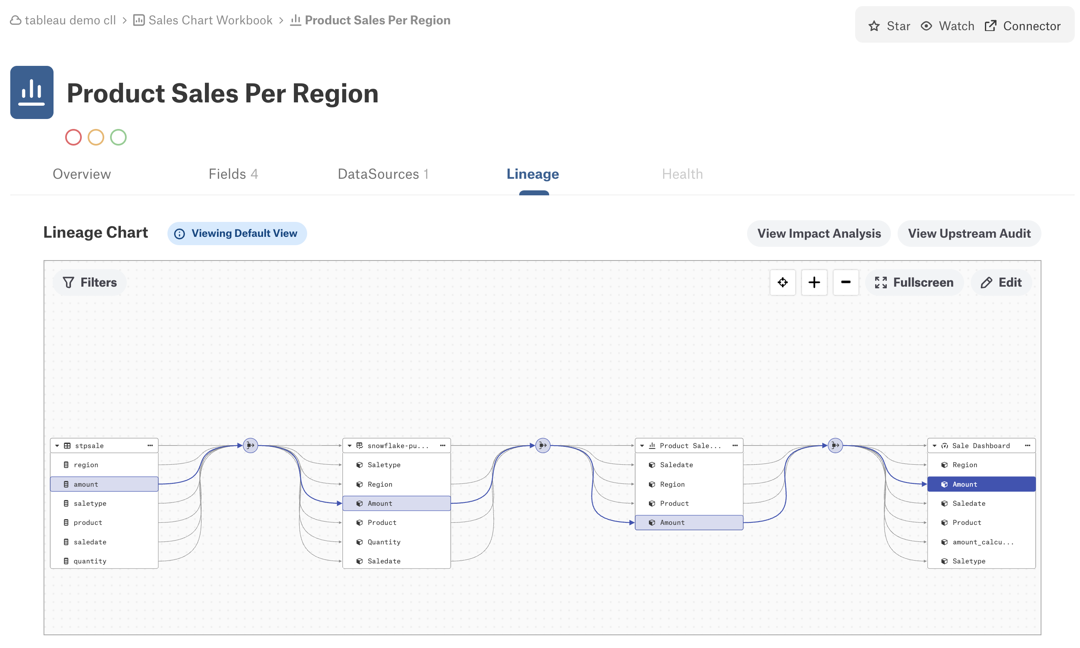 tableau demo cll > Sales Chart Workbook > Product Sales Per Region
Star Watch Connector
Product Sales Per Region
Overview Fields 4 DataSources 1 Lineage Health
Lineage Chart Viewing Default View View Impact Analysis View Upstream Audit
Filters Fullscreen Edit
stpsale
region
amount
saletype
product
saledate
quantity
snowflake-pu...
Saletype
Region
Amount
Product
Quantity
Saledate
Product Sale...
Saledate
Region
Product
Amount
Sale Dashboard
Region
Amount
Saledate
Product
amount_calcu...
Saletype